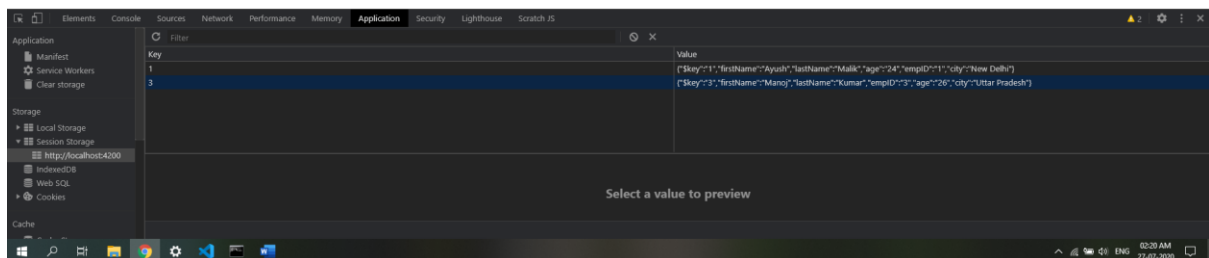 Elements Console Sources Network Performance Memory Application Security Lighthouse Scratch JS 2
Application
Filter
Manifest
Service Workers
Clear storage
Key Value
1 {"$key":"1","firstName":"Ayush","lastName":"Malik","age":"24","empID":"1","city":"New Delhi"}
3 {"$key":"3","firstName":"Manoj","lastName":"Kumar","empID":"3","age":"26","city":"Uttar Pradesh"}
Storage
Local Storage
Session Storage
http://localhost:4200
IndexedDB
Web SQL
Cookies
Select a value to preview
Cache
ENG 02:20 AM
27-07-2020